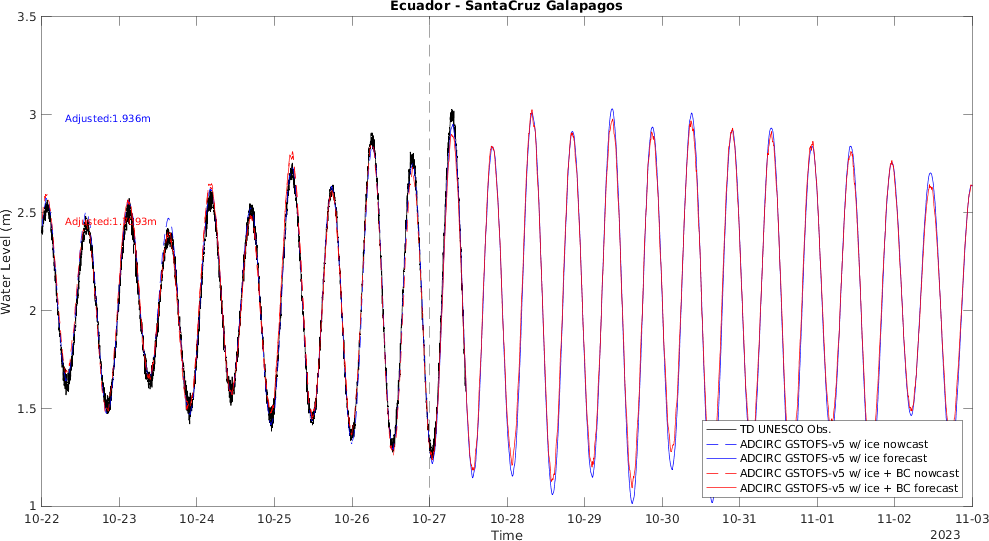 Ecuador - SantaCruz Galapagos
3.5
3
2.5
2
1.5
1
Water Level (m)
Adjusted:1.936m
10-22
10-23
10-24
10-25
10-26
10-27
10-28
10-29
10-30
10-31
11-01
11-02
11-03
2023
Time
TD UNESCO Obs.
ADCIRC GSTOFS-v5 w/ ice nowcast
ADCIRC GSTOFS-v5 w/ ice forecast
ADCIRC GSTOFS-v5 w/ ice + BC nowcast
ADCIRC GSTOFS-v5 w/ ice + BC forecast